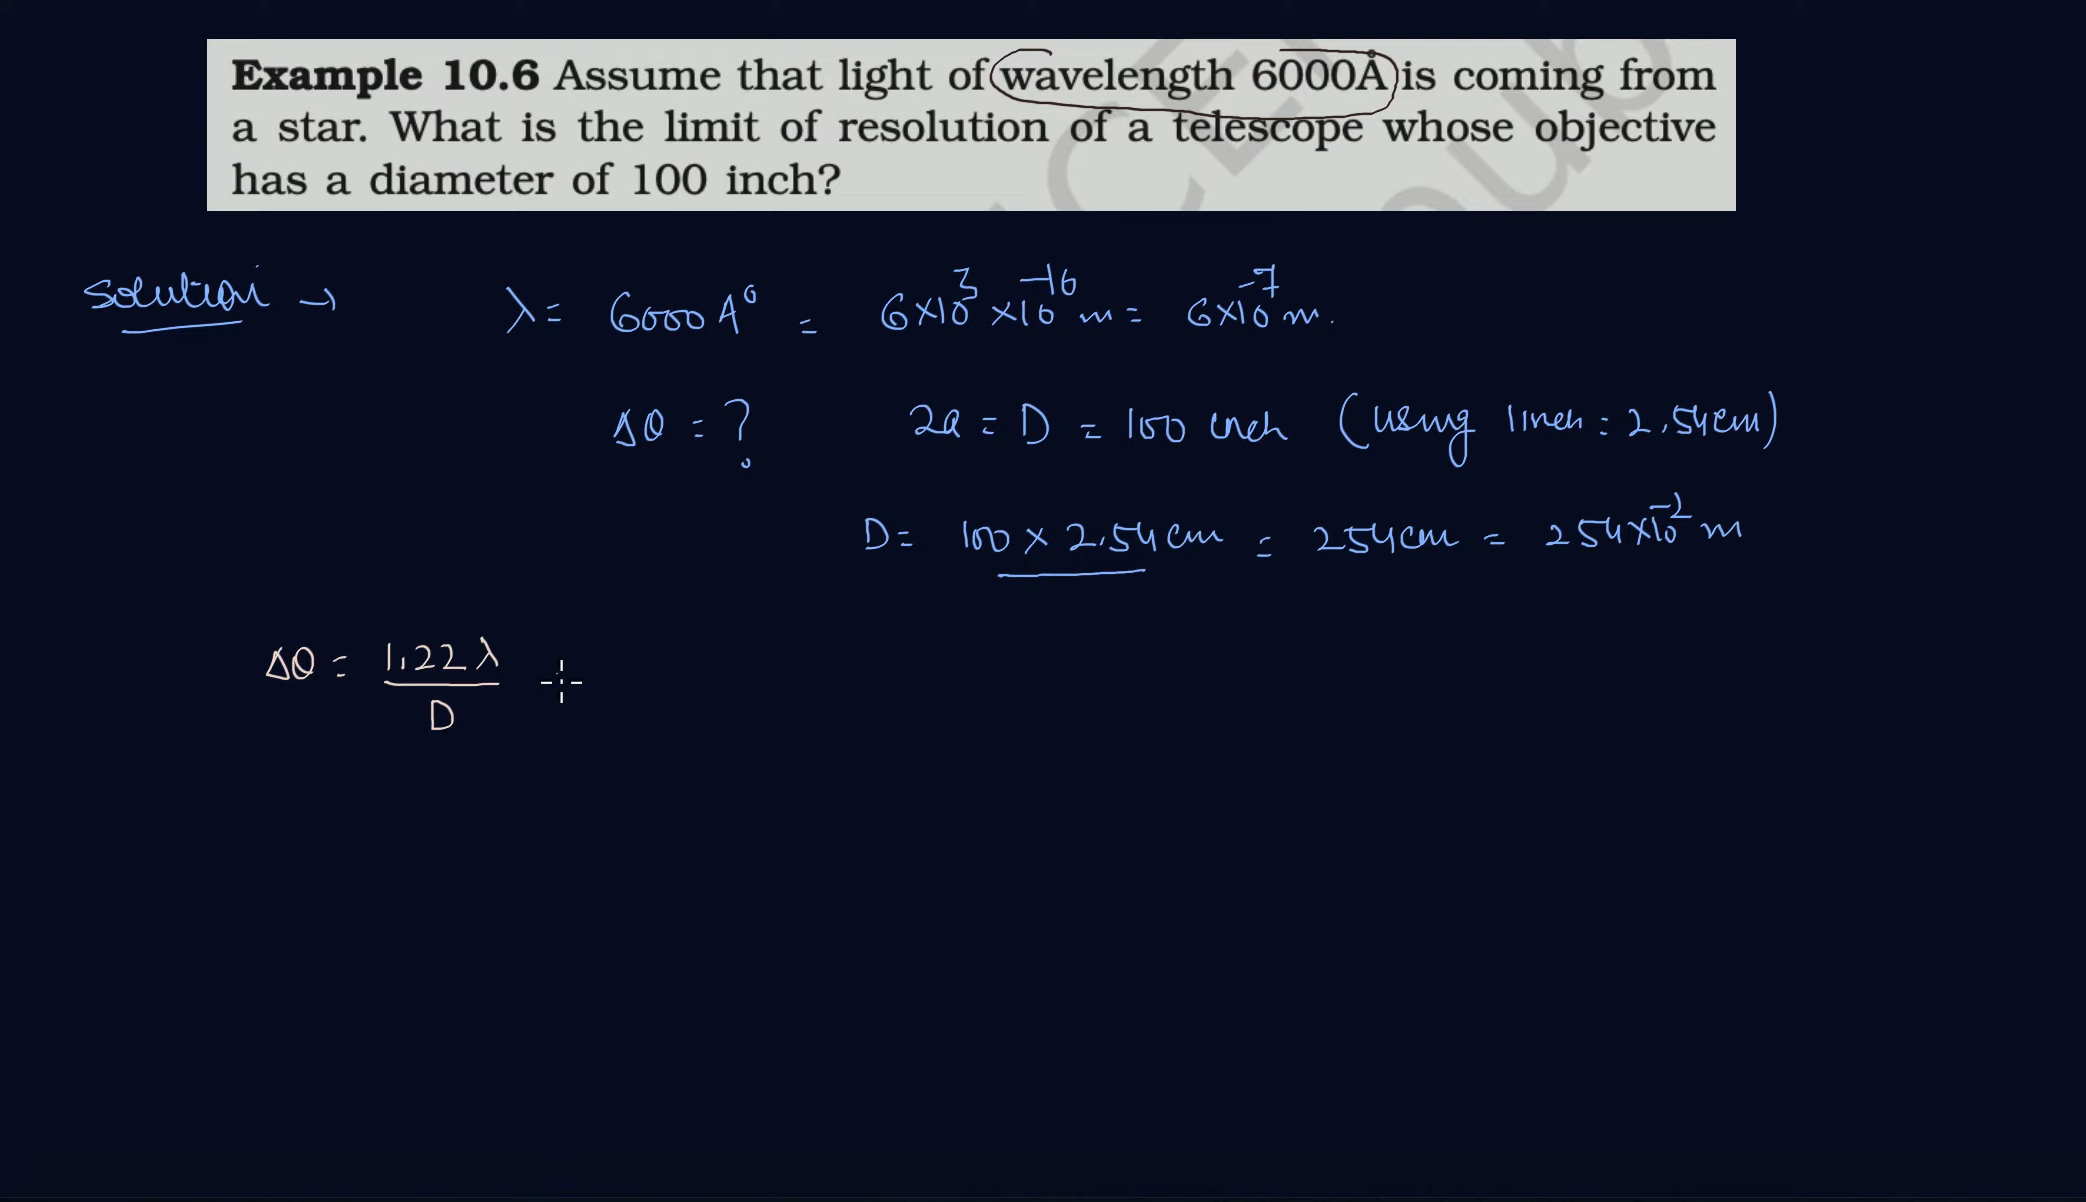 Example 10.6 Assume that light of wavelength 6000Å is coming from
a star. What is the limit of resolution of a telescope whose objective
has a diameter of 100 inch?
Solution → λ = 6000 A⁰ = 6×10³ ×10⁻¹⁰ m = 6×10⁻⁷ m.
Δθ = ? 2a = D = 100 inch (using 1 inch = 2.54 cm)
D = 100 × 2.54 cm = 254 cm = 254×10⁻² m
Δθ = 1.22 λ / D